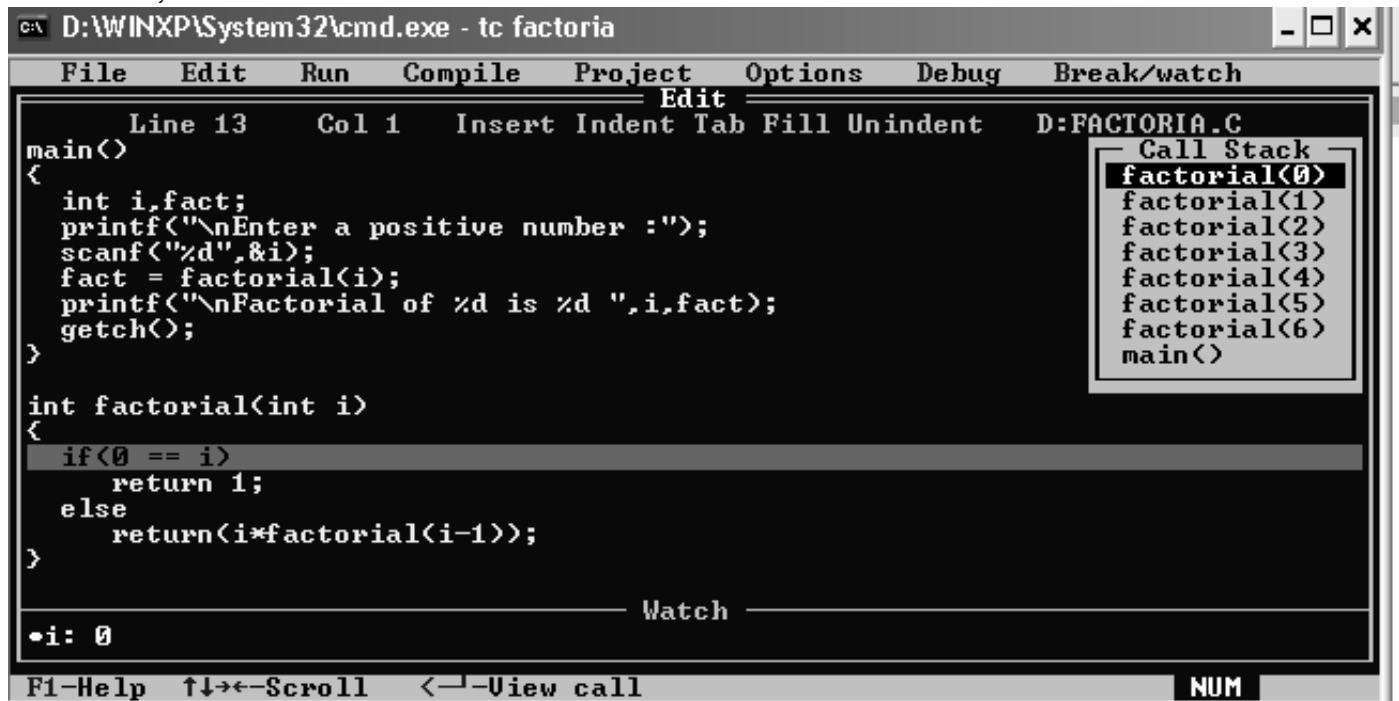 D:\WINXP\System32\cmd.exe - tc factoria
File Edit Run Compile Project Options Debug Break/watch
Edit
Line 13 Col 1 Insert Indent Tab Fill Unindent D:FACTORIA.C
main()
{
int i,fact;
printf("\nEnter a positive number :");
scanf("%d",&i);
fact = factorial(i);
printf("\nFactorial of %d is %d ",i,fact);
getch();
}
int factorial(int i)
{
if(0 == i)
return 1;
else
return(i*factorial(i-1));
}
Call Stack
factorial(0)
factorial(1)
factorial(2)
factorial(3)
factorial(4)
factorial(5)
factorial(6)
main()
Watch
•i: 0
F1-Help ↑↓→←-Scroll <─┘-View call NUM